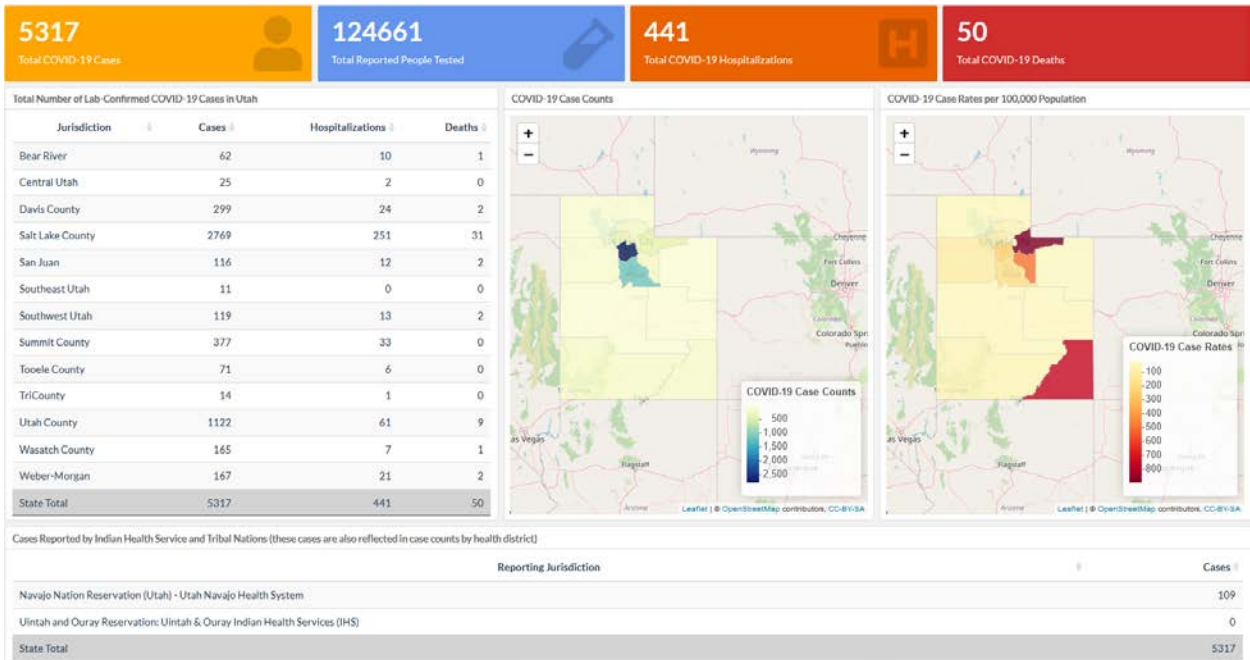 5317
Total COVID-19 Cases
124661
Total Reported People Tested
441
Total COVID-19 Hospitalizations
50
Total COVID-19 Deaths
Total Number of Lab-Confirmed COVID-19 Cases in Utah
Jurisdiction Cases Hospitalizations Deaths
Bear River 62 10 1
Central Utah 25 2 0
Davis County 299 24 2
Salt Lake County 2769 251 31
San Juan 116 12 2
Southeast Utah 11 0 0
Southwest Utah 119 13 2
Summit County 377 33 0
Tooele County 71 6 0
TriCounty 14 1 0
Utah County 1122 61 9
Wasatch County 165 7 1
Weber-Morgan 167 21 2
State Total 5317 441 50
COVID-19 Case Counts
+
−
Wyoming
Cheyenne
Fort Collins
Denver
Colorado
Colorado Spri
Pueblo
as Vegas
Flagstaff
Arizona
COVID-19 Case Counts
500
1,000
1,500
2,000
2,500
Leaflet | © OpenStreetMap contributors, CC-BY-SA
COVID-19 Case Rates per 100,000 Population
+
−
Wyoming
Cheyenne
Fort Collins
Denver
Colorado
Colorado Spri
as Vegas
Flagstaff
Arizona
COVID-19 Case Rates
100
200
300
400
500
600
700
800
Leaflet | © OpenStreetMap contributors, CC-BY-SA
Cases Reported by Indian Health Service and Tribal Nations (these cases are also reflected in case counts by health district)
Reporting Jurisdiction Cases
Navajo Nation Reservation (Utah) - Utah Navajo Health System 109
Uintah and Ouray Reservation: Uintah & Ouray Indian Health Services (IHS) 0
State Total 5317